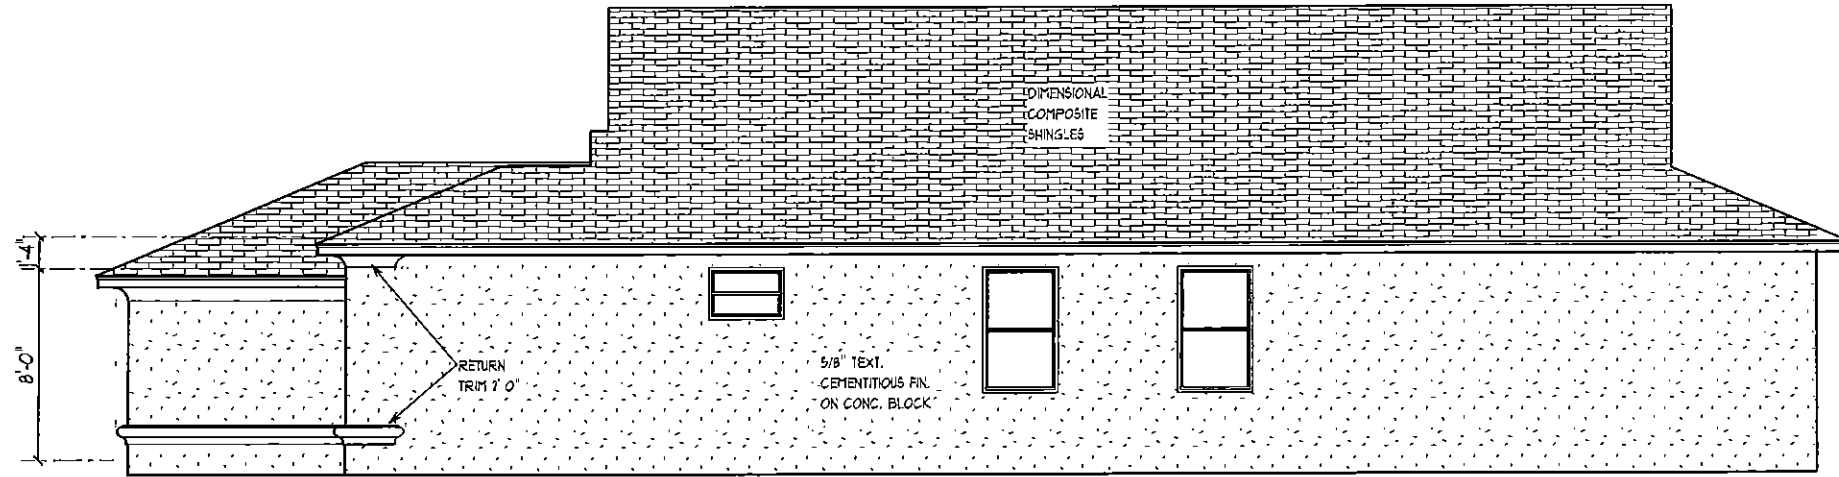 DIMENSIONAL
COMPOSITE
SHINGLES
1'-4"
8'-0"
RETURN
TRIM 2' 0"
5/8" TEXT.
CEMENTITIOUS FIN.
ON CONC. BLOCK